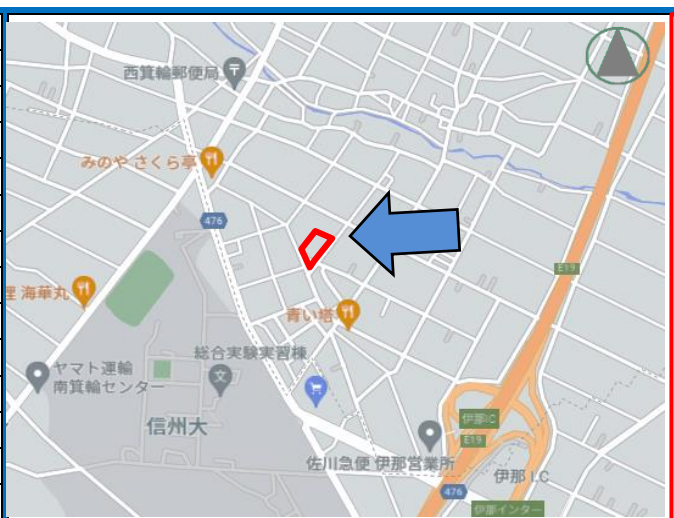 西箕輪郵便局
みのや さくら亭
476
E19
海華丸
青い塔
総合実験実習棟
ヤマト運輸
南箕輪センター
信州大
伊那IC
E19
佐川急便 伊那営業所
伊那 I.C
476
伊那インター